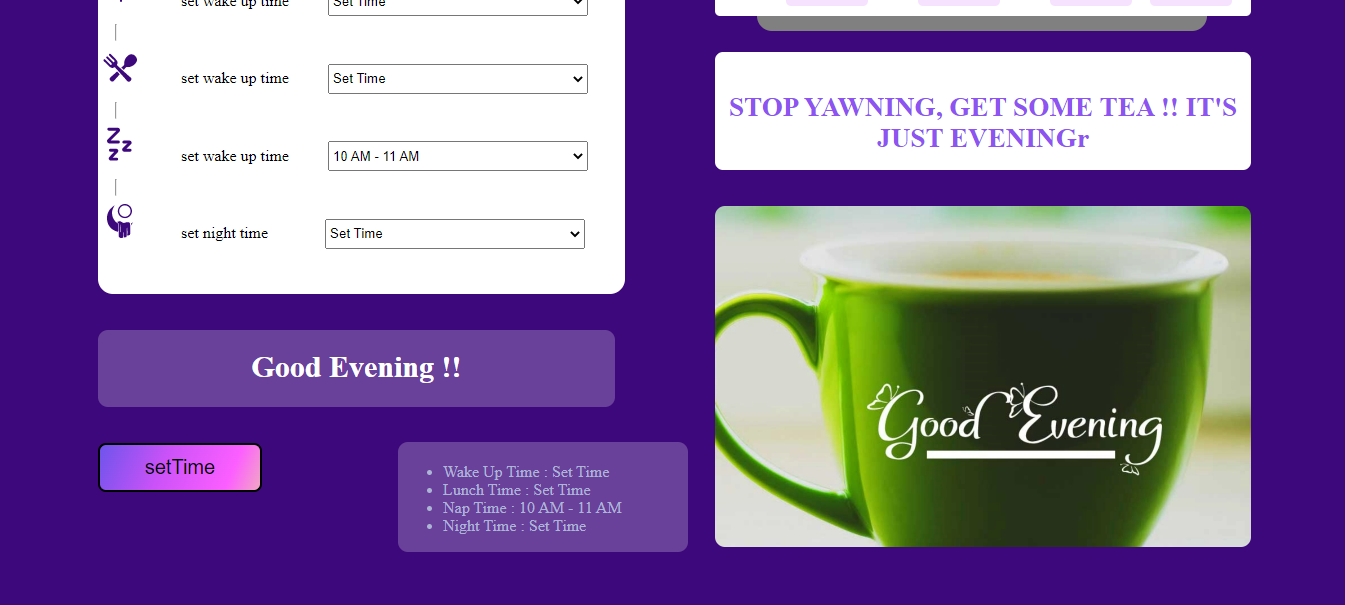 set wake up time Set Time
set wake up time Set Time
set wake up time 10 AM - 11 AM
set night time Set Time
Good Evening !!
setTime
Wake Up Time : Set Time
Lunch Time : Set Time
Nap Time : 10 AM - 11 AM
Night Time : Set Time
STOP YAWNING, GET SOME TEA !! IT'S
JUST EVENINGr
Good Evening